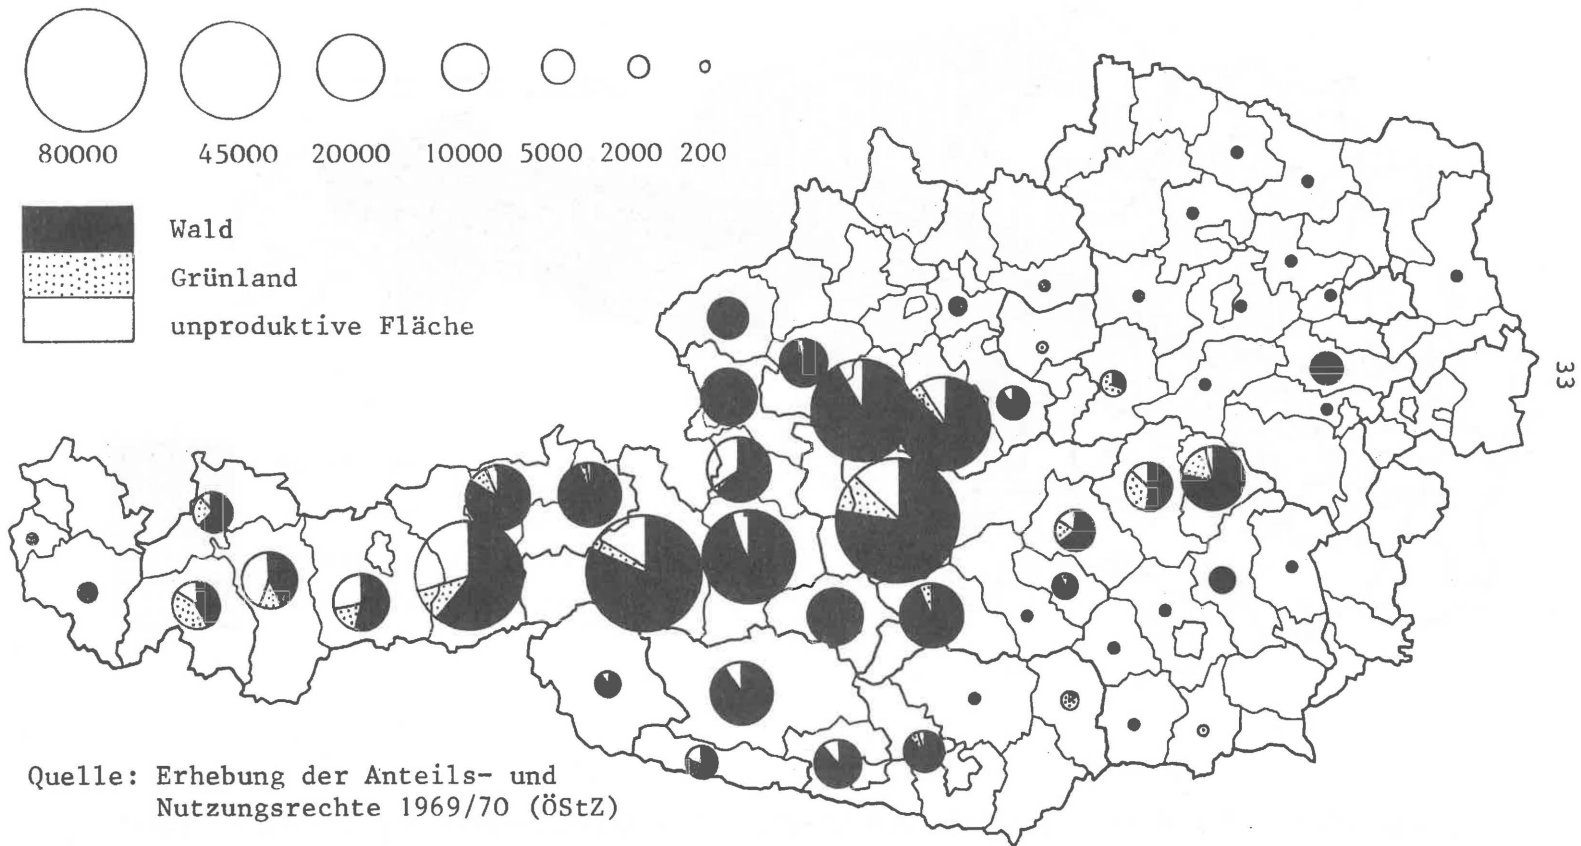 80000 45000 20000 10000 5000 2000 200
Wald
Grünland
unproduktive Fläche
33
Quelle: Erhebung der Anteils- und
Nutzungsrechte 1969/70 (ÖStZ)